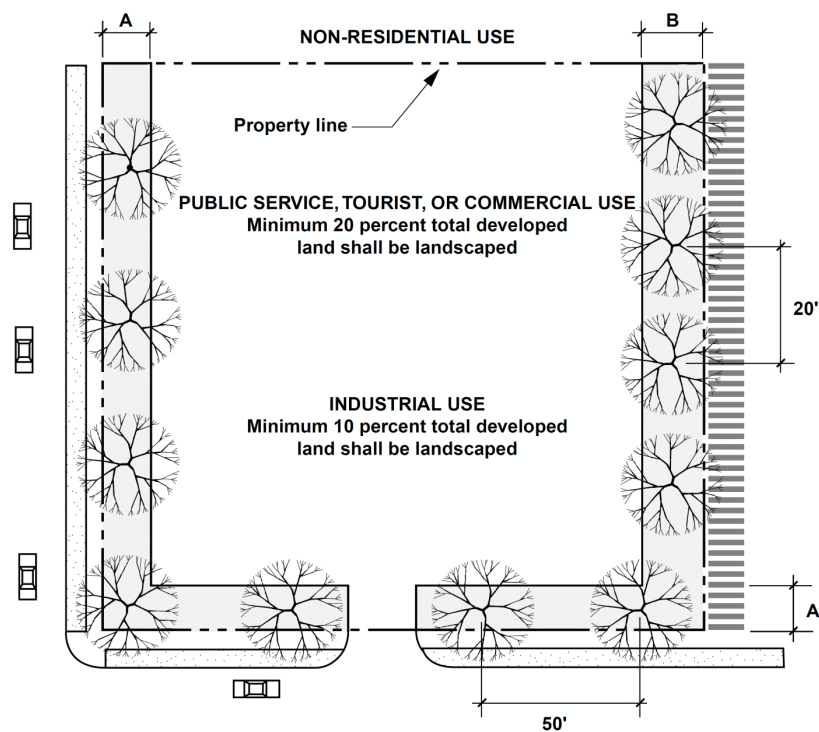 A
B
NON-RESIDENTIAL USE
Property line
PUBLIC SERVICE, TOURIST, OR COMMERCIAL USE
Minimum 20 percent total developed
land shall be landscaped
20'
INDUSTRIAL USE
Minimum 10 percent total developed
land shall be landscaped
A
50'